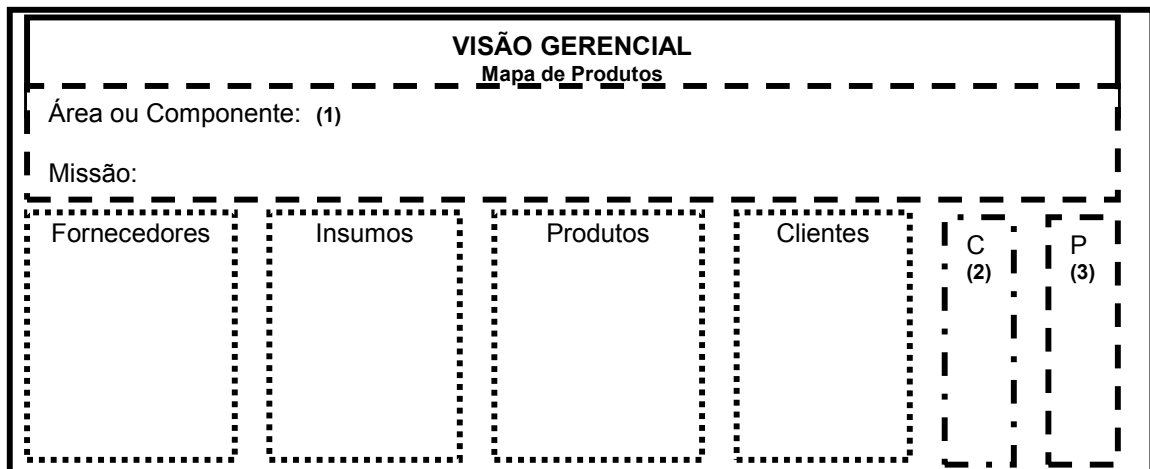 VISÃO GERENCIAL
Mapa de Produtos
Área ou Componente: (1)
Missão:
Fornecedores
Insumos
Produtos
Clientes
C
(2)
P
(3)